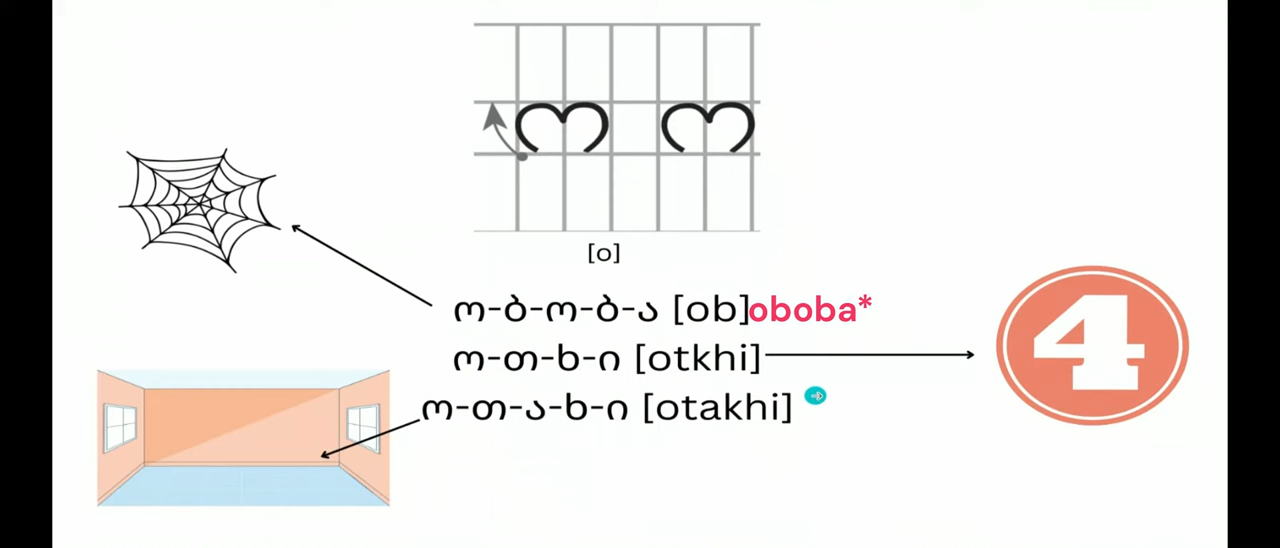 ო ო
[o]
ო-ბ-ო-ბ-ა [ob]oboba*
ო-თ-ხ-ი [otkhi]
4
ო-თ-ა-ხ-ი [otakhi]